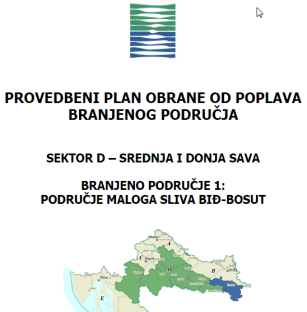 PROVEDBENI PLAN OBRANE OD POPLAVA
BRANJENOG PODRUČJA
SEKTOR D – SREDNJA I DONJA SAVA
BRANJENO PODRUČJE 1:
PODRUČJE MALOGA SLIVA BIĐ-BOSUT
A
B
D
E